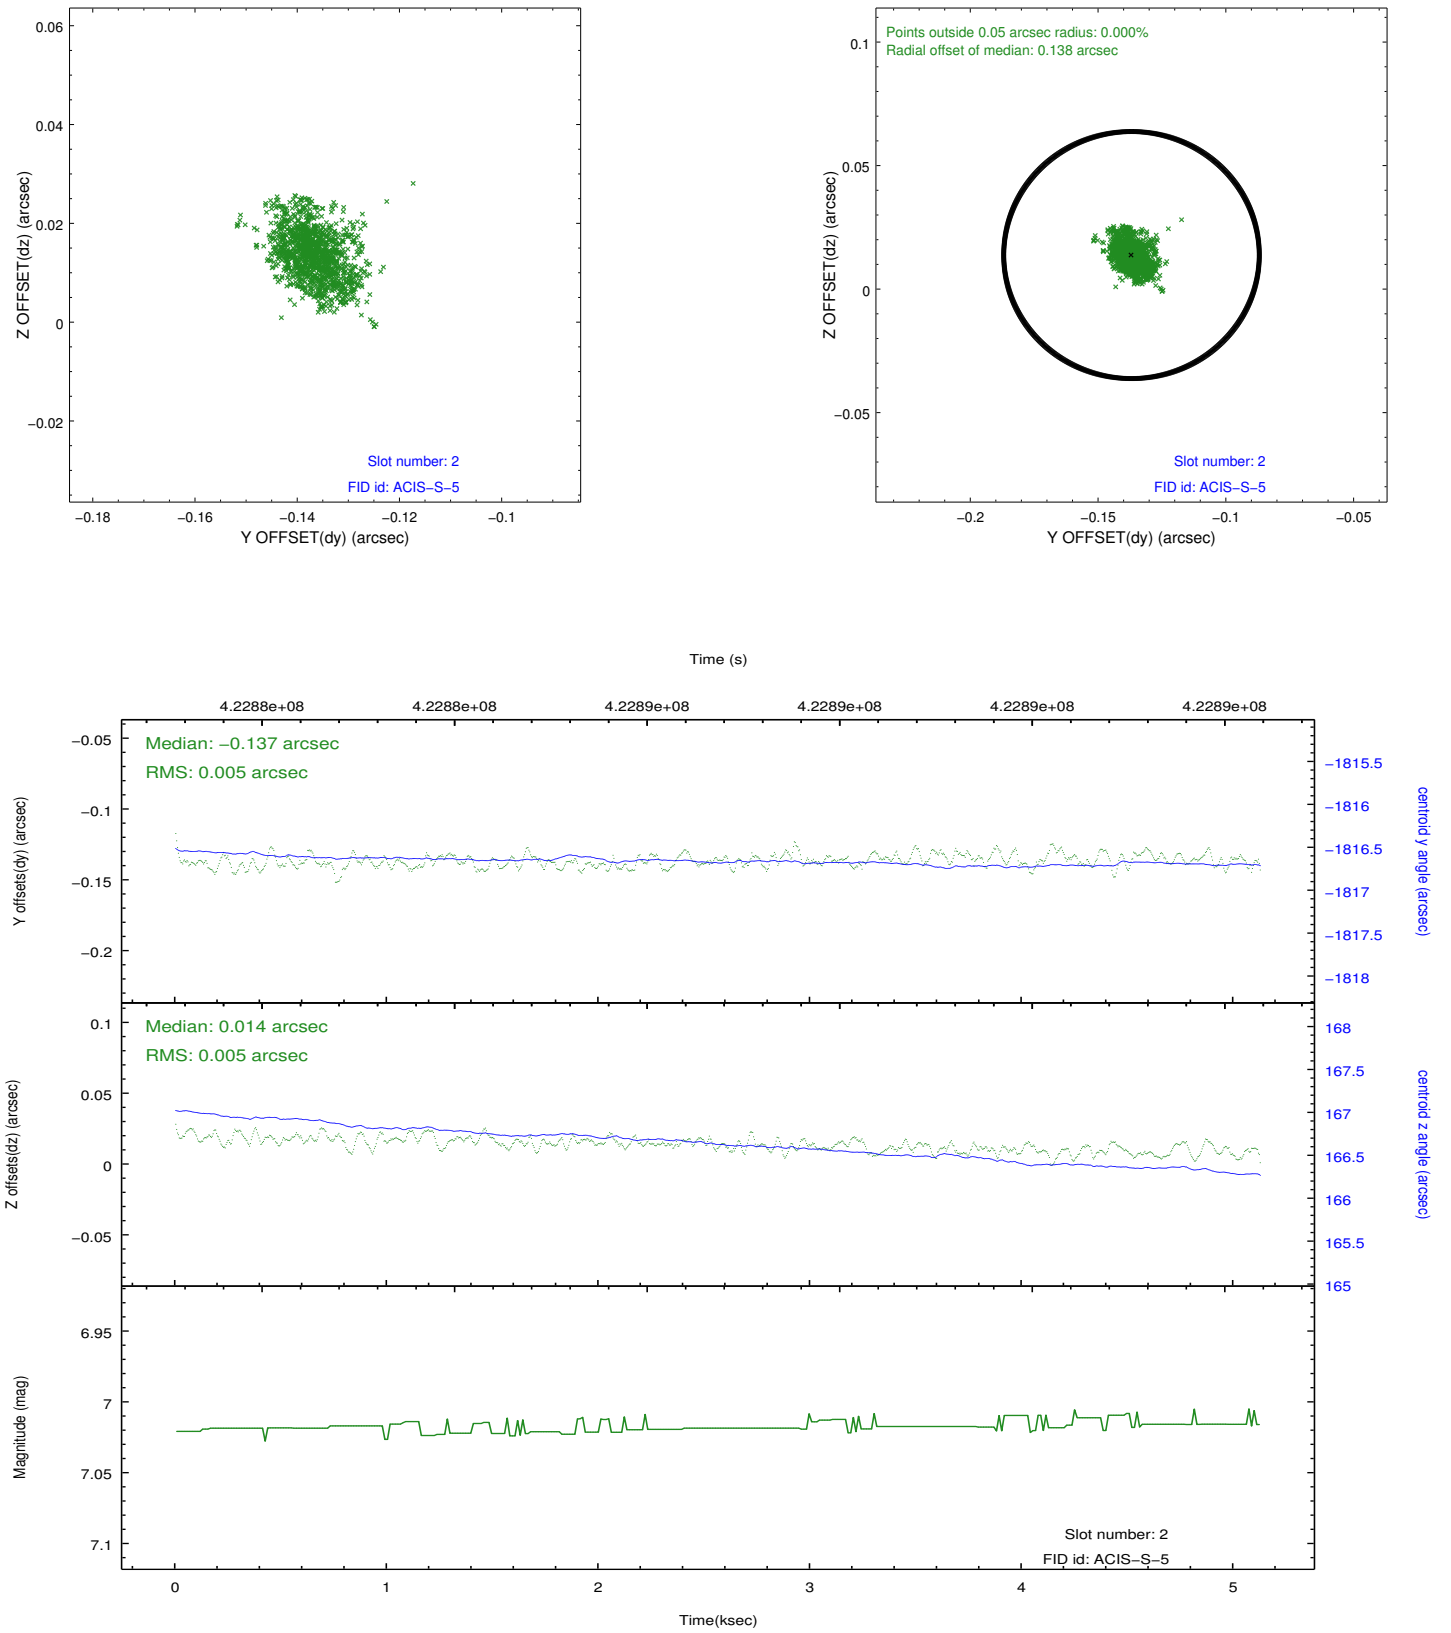 0.06
0.04
0.02
0
−0.02
Z OFFSET(dz) (arcsec)
Slot number: 2
FID id: ACIS−S−5
−0.18 −0.16 −0.14 −0.12 −0.1
Y OFFSET(dy) (arcsec)
Points outside 0.05 arcsec radius: 0.000%
Radial offset of median: 0.138 arcsec
0.1
0.05
0
−0.05
Z OFFSET(dz) (arcsec)
Slot number: 2
FID id: ACIS−S−5
−0.2 −0.15 −0.1 −0.05
Y OFFSET(dy) (arcsec)
Time (s)
4.2288e+08 4.2288e+08 4.2289e+08 4.2289e+08 4.2289e+08 4.2289e+08
Median: −0.137 arcsec
RMS: 0.005 arcsec
−0.05
−0.1
−0.15
−0.2
Y offsets(dy) (arcsec)
−1815.5
−1816
−1816.5
−1817
−1817.5
−1818
centroid y angle (arcsec)
Median: 0.014 arcsec
RMS: 0.005 arcsec
0.1
0.05
0
−0.05
Z offsets(dz) (arcsec)
168
167.5
167
166.5
166
165.5
165
centroid z angle (arcsec)
6.95
7
7.05
7.1
Magnitude (mag)
Slot number: 2
FID id: ACIS−S−5
0 1 2 3 4 5
Time(ksec)